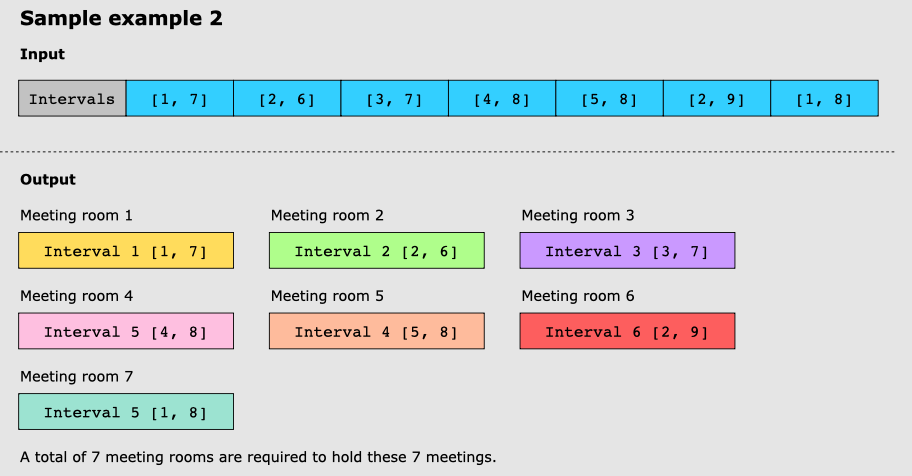 Sample example 2
Input
Intervals [1, 7] [2, 6] [3, 7] [4, 8] [5, 8] [2, 9] [1, 8]
Output
Meeting room 1 Meeting room 2 Meeting room 3
Interval 1 [1, 7] Interval 2 [2, 6] Interval 3 [3, 7]
Meeting room 4 Meeting room 5 Meeting room 6
Interval 5 [4, 8] Interval 4 [5, 8] Interval 6 [2, 9]
Meeting room 7
Interval 5 [1, 8]
A total of 7 meeting rooms are required to hold these 7 meetings.